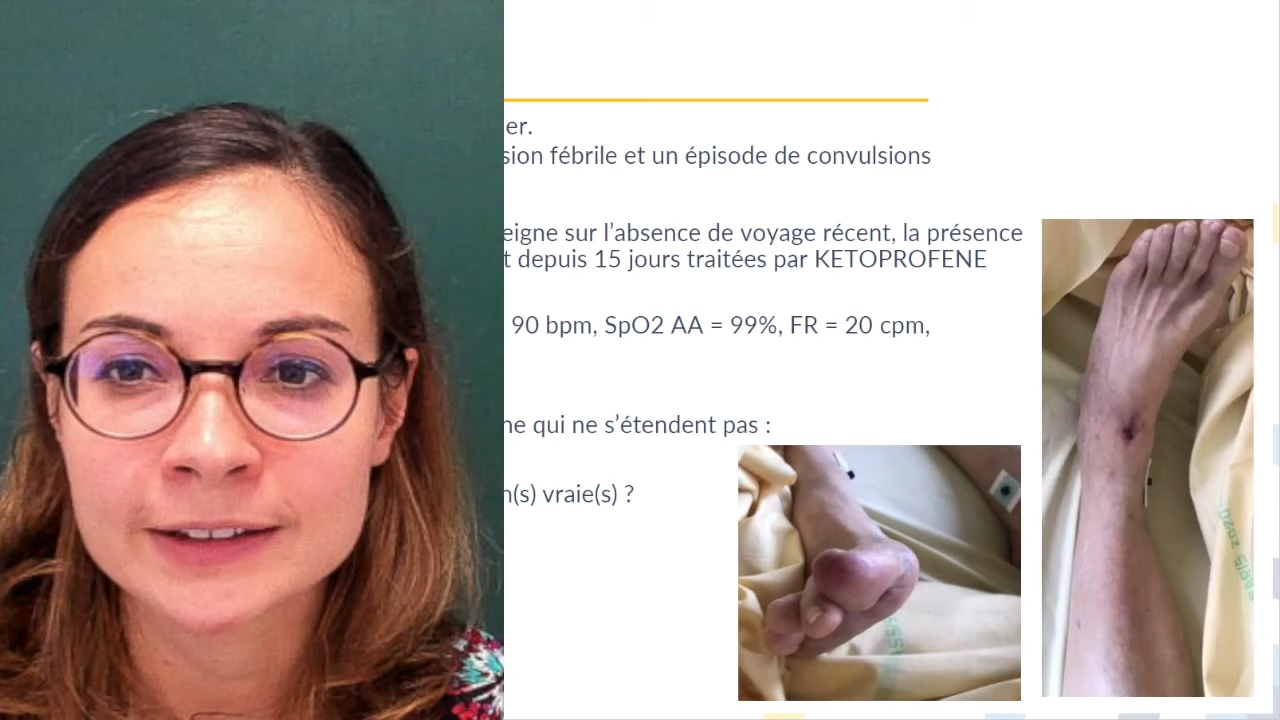 er.
sion fébrile et un épisode de convulsions
eigne sur l’absence de voyage récent, la présence
t depuis 15 jours traitées par KETOPROFENE
90 bpm, SpO2 AA = 99%, FR = 20 cpm,
ne qui ne s’étendent pas :
n(s) vraie(s) ?